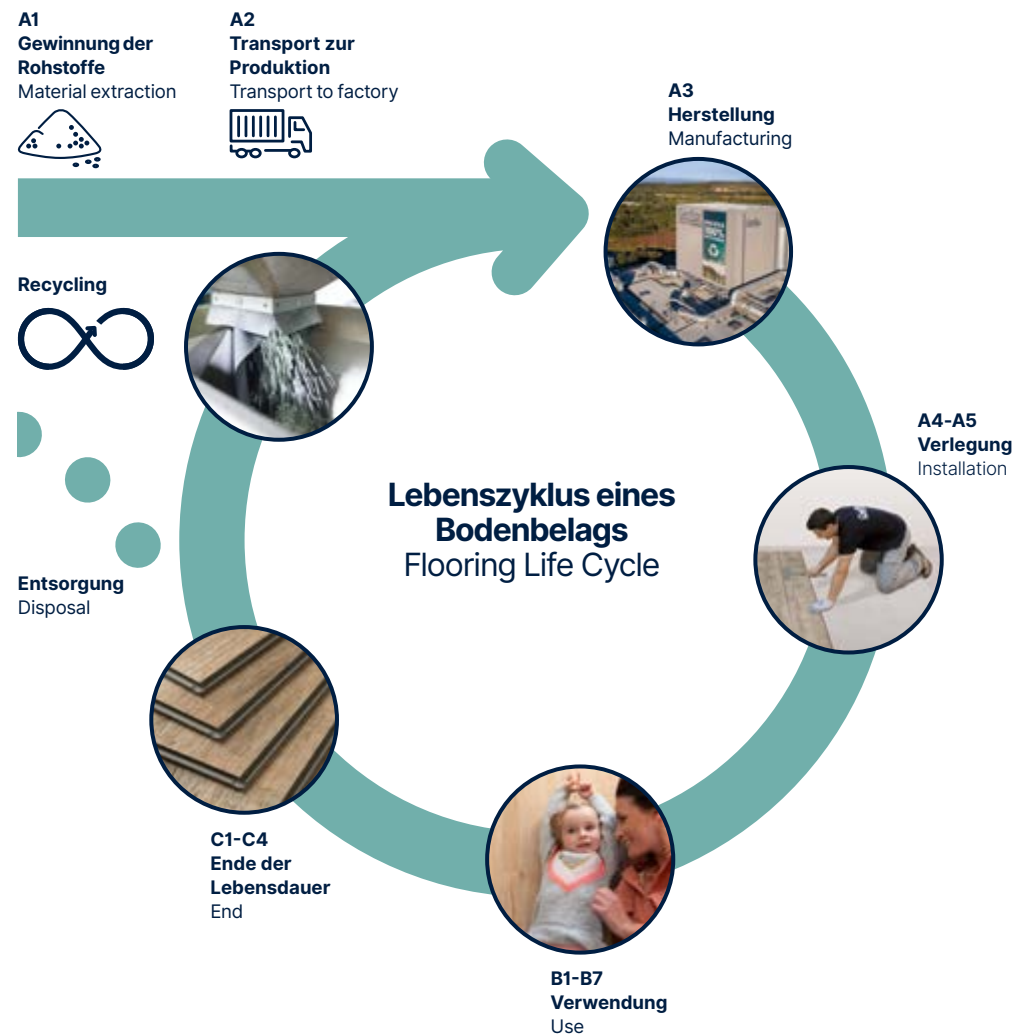 A1
Gewinnung der
Rohstoffe
Material extraction
A2
Transport zur
Produktion
Transport to factory
A3
Herstellung
Manufacturing
Recycling
A4-A5
Verlegung
Installation
Lebenszyklus eines
Bodenbelags
Flooring Life Cycle
Entsorgung
Disposal
C1-C4
Ende der
Lebensdauer
End
B1-B7
Verwendung
Use
100%